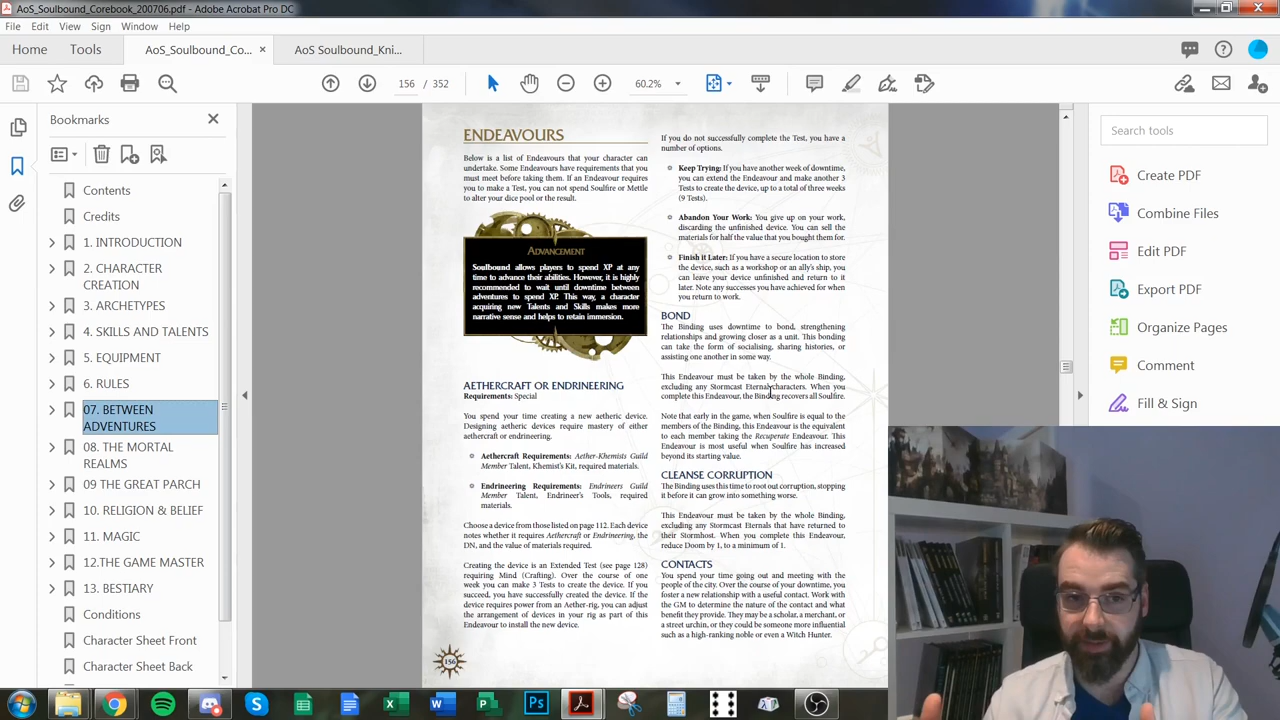 AoS_Soulbound_Corebook_200706.pdf - Adobe Acrobat Pro DC
File Edit View Sign Window Help
Home Tools AoS_Soulbound_Co... × AoS Soulbound_Kni...
156 / 352 60.2%
Bookmarks
Contents
Credits
1. INTRODUCTION
2. CHARACTER
CREATION
3. ARCHETYPES
4. SKILLS AND TALENTS
5. EQUIPMENT
6. RULES
07. BETWEEN
ADVENTURES
08. THE MORTAL
REALMS
09 THE GREAT PARCH
10. RELIGION & BELIEF
11. MAGIC
12.THE GAME MASTER
13. BESTIARY
Conditions
Character Sheet Front
Character Sheet Back
ENDEAVOURS
Below is a list of Endeavours that your character can
undertake. Some Endeavours have requirements that you
must meet before taking them. If an Endeavour requires
you to make a Test, you can not spend Soulfire or Mettle
to alter your dice pool or the result.
ADVANCEMENT
Soulbound allows players to spend XP at any
time to advance their abilities. However, it is highly
recommended to wait until downtime between
adventures to spend XP. This way, a character
acquiring new Talents and Skills makes more
narrative sense and helps to retain immersion.
AETHERCRAFT OR ENDRINEERING
Requirements: Special
You spend your time creating a new aetheric device.
Designing aetheric devices require mastery of either
aethercraft or endrineering.
Aethercraft Requirements: Aether-Khemists Guild
Member Talent, Khemist's Kit, required materials.
Endrineering Requirements: Endrineers Guild
Member Talent, Endrineer's Tools, required
materials.
Choose a device from those listed on page 112. Each device
notes whether it requires Aethercraft or Endrineering, the
DN, and the value of materials required.
Creating the device is an Extended Test (see page 128)
requiring Mind (Crafting). Over the course of one
week you can make 3 Tests to create the device. If you
succeed, you have successfully created the device. If the
device requires power from an Aether-rig, you can adjust
the arrangement of devices in your rig as part of this
Endeavour to install the new device.
156
If you do not successfully complete the Test, you have a
number of options.
Keep Trying: If you have another week of downtime,
you can extend the Endeavour and make another 3
Tests to create the device, up to a total of three weeks
(9 Tests).
Abandon Your Work: You give up on your work,
discarding the unfinished device. You can sell the
materials for half the value that you bought them for.
Finish it Later: If you have a secure location to store
the device, such as a workshop or an ally's ship, you
can leave your device unfinished and return to it
later. Note any successes you have achieved for when
you return to work.
BOND
The Binding uses downtime to bond, strengthening
relationships and growing closer as a unit. This bonding
can take the form of socialising, sharing histories, or
assisting one another in some way.
This Endeavour must be taken by the whole Binding,
excluding any Stormcast Eternal characters. When you
complete this Endeavour, the Binding recovers all Soulfire.
Note that early in the game, when Soulfire is equal to the
members of the Binding, this Endeavour is the equivalent
to each member taking the Recuperate Endeavour. This
Endeavour is most useful when Soulfire has increased
beyond its starting value.
CLEANSE CORRUPTION
The Binding uses this time to root out corruption, stopping
it before it can grow into something worse.
This Endeavour must be taken by the whole Binding,
excluding any Stormcast Eternals that have returned to
their Stormhost. When you complete this Endeavour,
reduce Doom by 1, to a minimum of 1.
CONTACTS
You spend your time going out and meeting with the
people of the city. Over the course of your downtime, you
foster a new relationship with a useful contact. Work with
the GM to determine the nature of the contact and what
benefit they provide. They may be a scholar, a merchant, or
a street urchin, or they could be someone more influential
such as a high-ranking noble or even a Witch Hunter.
Search tools
Create PDF
Combine Files
Edit PDF
Export PDF
Organize Pages
Comment
Fill & Sign